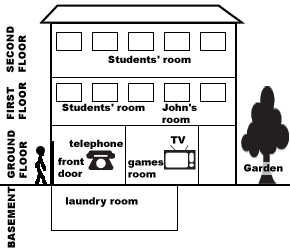 SECOND
FLOOR
Students' room
FIRST
FLOOR
Students' room
John's
room
GROUND
FLOOR
telephone
front
door
games
room
TV
Garden
BASEMENT
laundry room